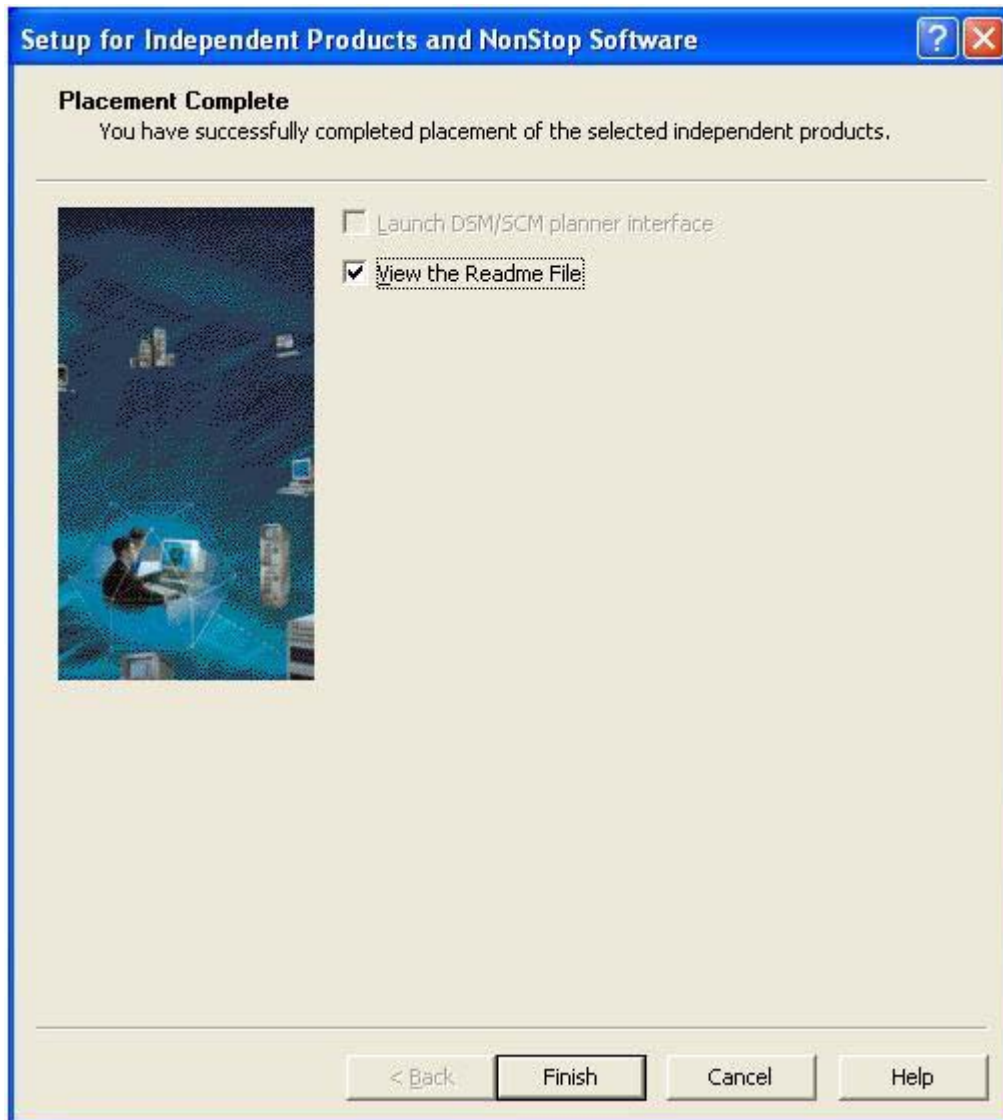 Setup for Independent Products and NonStop Software
Placement Complete
You have successfully completed placement of the selected independent products.
Launch DSM/SCM planner interface
View the Readme File
< Back
Finish
Cancel
Help